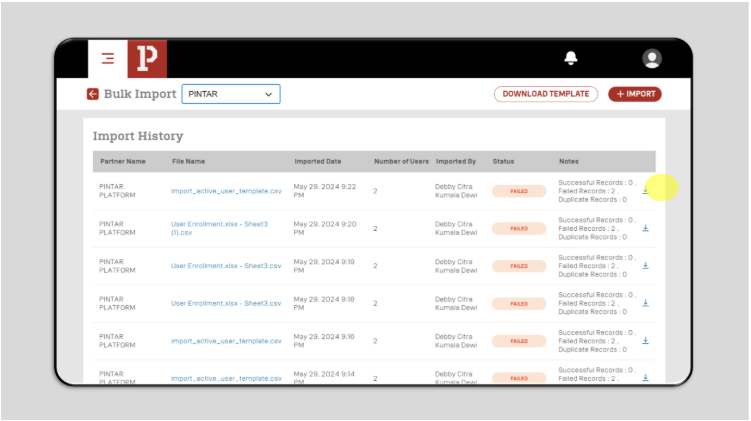 P
Bulk Import PINTAR DOWNLOAD TEMPLATE + IMPORT
Import History
Partner Name File Name Imported Date Number of Users Imported By Status Notes
PINTAR PLATFORM import_active_user_template.csv May 29, 2024 9:22 PM 2 Debby Citra Kumala Dewi FAILED Successful Records : 0 , Failed Records : 2 , Duplicate Records : 0
PINTAR PLATFORM User Enrollment.xlsx - Sheet3 (1).csv May 29, 2024 9:20 PM 2 Debby Citra Kumala Dewi FAILED Successful Records : 0 , Failed Records : 2 , Duplicate Records : 0
PINTAR PLATFORM User Enrollment.xlsx - Sheet3.csv May 29, 2024 9:19 PM 2 Debby Citra Kumala Dewi FAILED Successful Records : 0 , Failed Records : 2 , Duplicate Records : 0
PINTAR PLATFORM User Enrollment.xlsx - Sheet3.csv May 29, 2024 9:18 PM 2 Debby Citra Kumala Dewi FAILED Successful Records : 0 , Failed Records : 2 , Duplicate Records : 0
PINTAR PLATFORM import_active_user_template.csv May 29, 2024 9:16 PM 2 Debby Citra Kumala Dewi FAILED Successful Records : 0 , Failed Records : 2 , Duplicate Records : 0
PINTAR PLATFORM import_active_user_template.csv May 29, 2024 9:14 PM 2 Debby Citra Kumala Dewi FAILED Successful Records : 0 , Failed Records : 2 ,